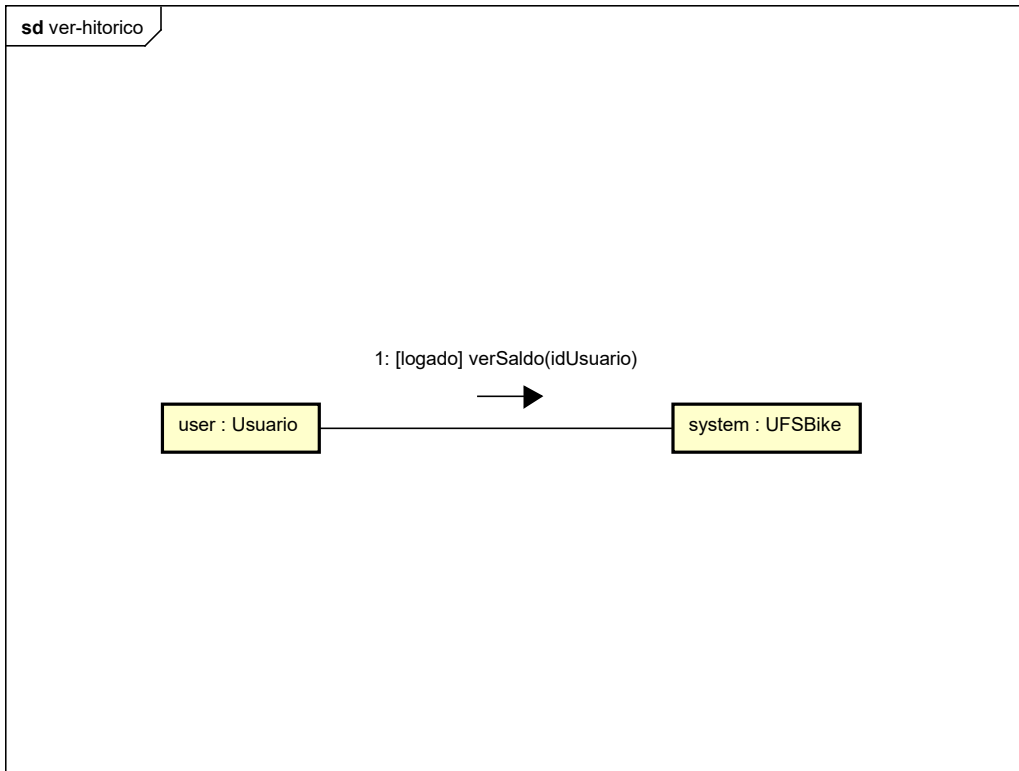 sd ver-hitorico
1: [logado] verSaldo(idUsuario)
user : Usuario
system : UFSBike